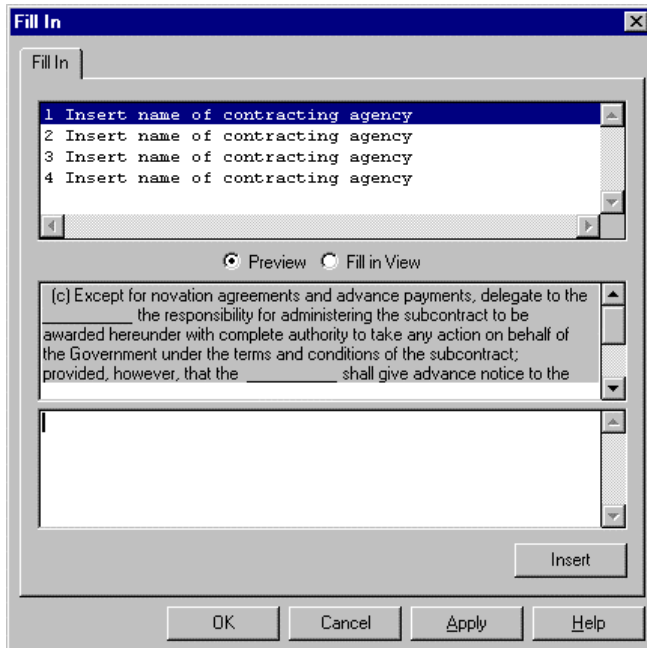 Fill In
Fill In
1 Insert name of contracting agency
2 Insert name of contracting agency
3 Insert name of contracting agency
4 Insert name of contracting agency
Preview Fill in View
(c) Except for novation agreements and advance payments, delegate to the
__________ the responsibility for administering the subcontract to be
awarded hereunder with complete authority to take any action on behalf of
the Government under the terms and conditions of the subcontract;
provided, however, that the __________ shall give advance notice to the
Insert
OK Cancel Apply Help